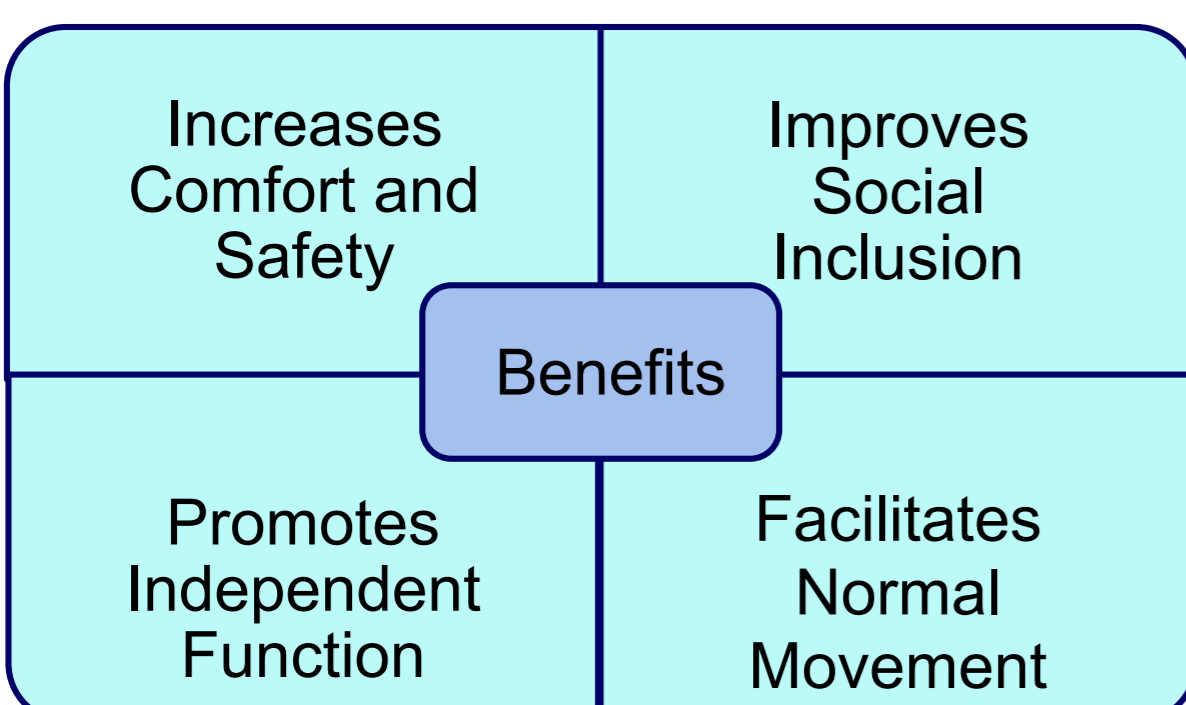 Increases
Comfort and
Safety
Improves
Social
Inclusion
Benefits
Promotes
Independent
Function
Facilitates
Normal
Movement